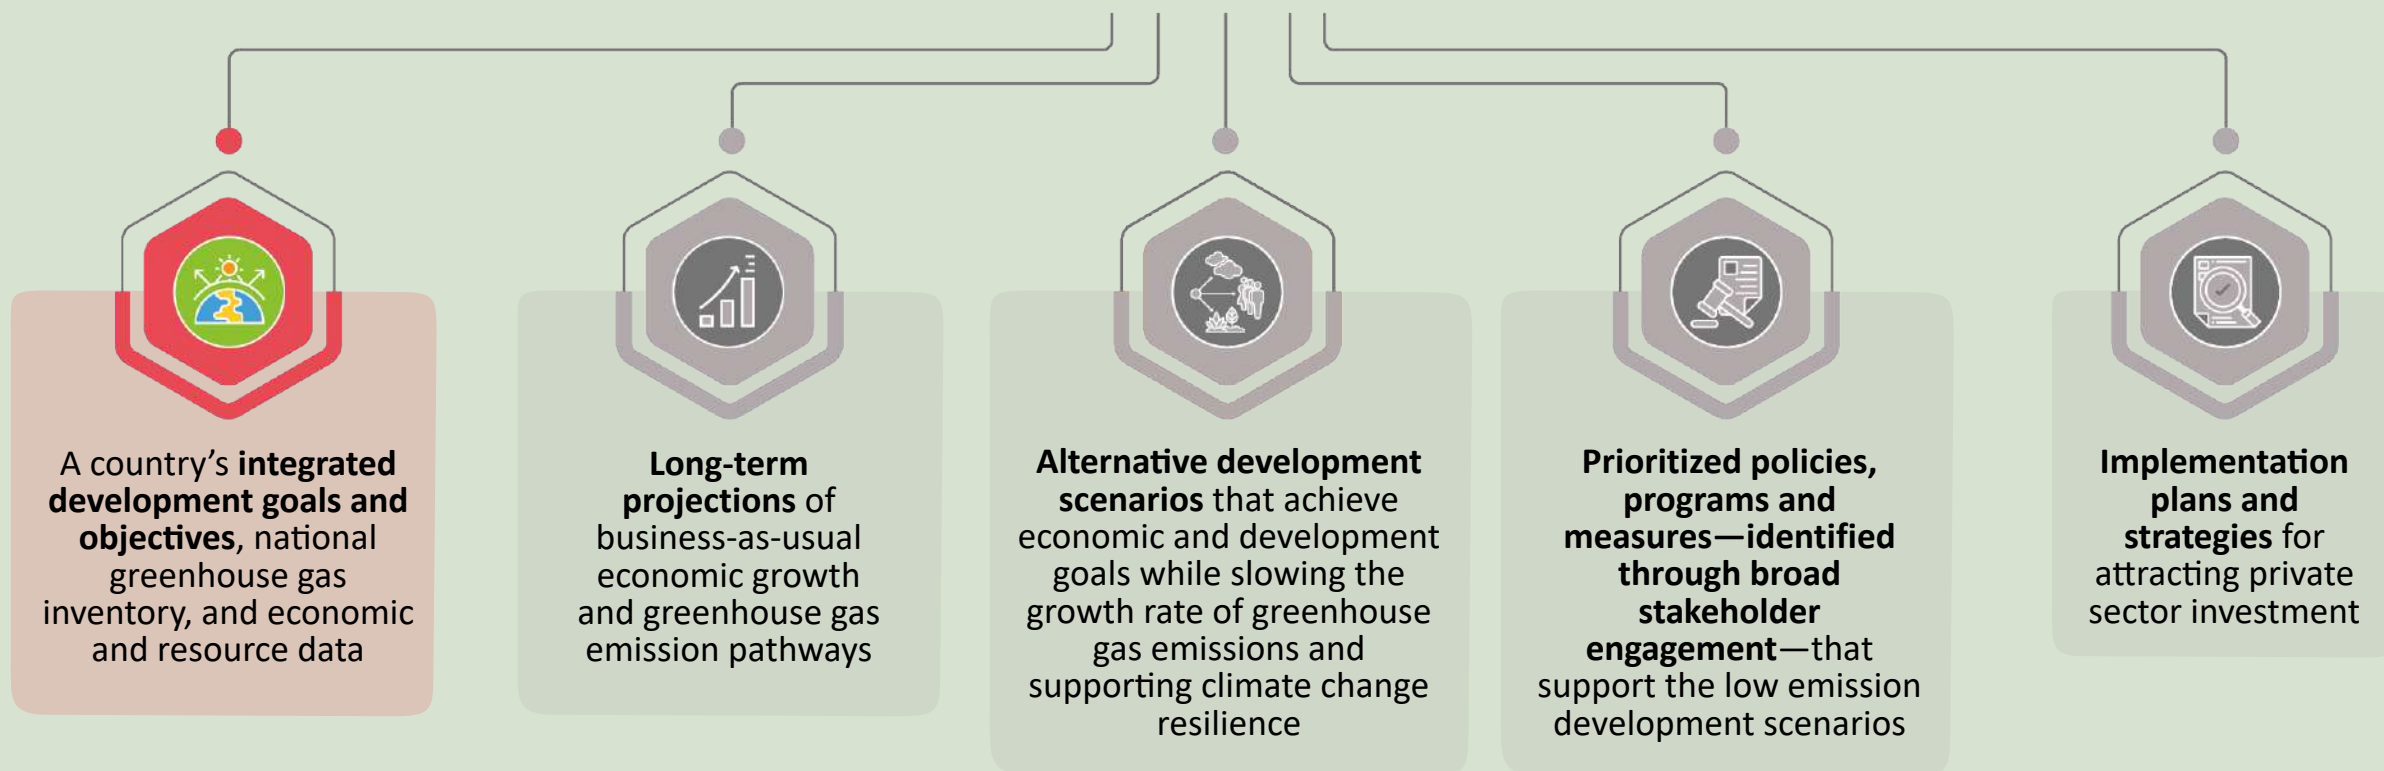 A country’s integrated
development goals and
objectives, national
greenhouse gas
inventory, and economic
and resource data
Long-term
projections of
business-as-usual
economic growth
and greenhouse gas
emission pathways
Alternative development
scenarios that achieve
economic and development
goals while slowing the
growth rate of greenhouse
gas emissions and
supporting climate change
resilience
Prioritized policies,
programs and
measures—identified
through broad
stakeholder
engagement—that
support the low emission
development scenarios
Implementation
plans and
strategies for
attracting private
sector investment